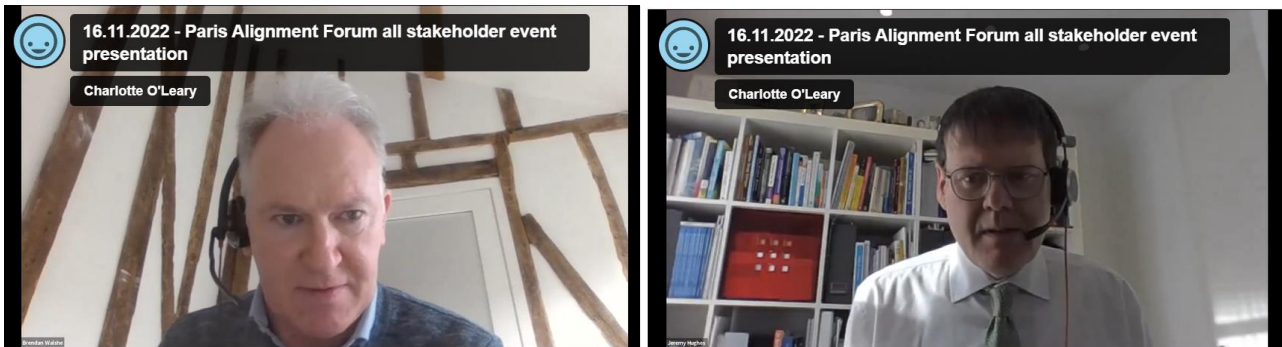 16.11.2022 - Paris Alignment Forum all stakeholder event
presentation
Charlotte O'Leary
Brendan Walshe
16.11.2022 - Paris Alignment Forum all stakeholder event
presentation
Charlotte O'Leary
Jeremy Hughes